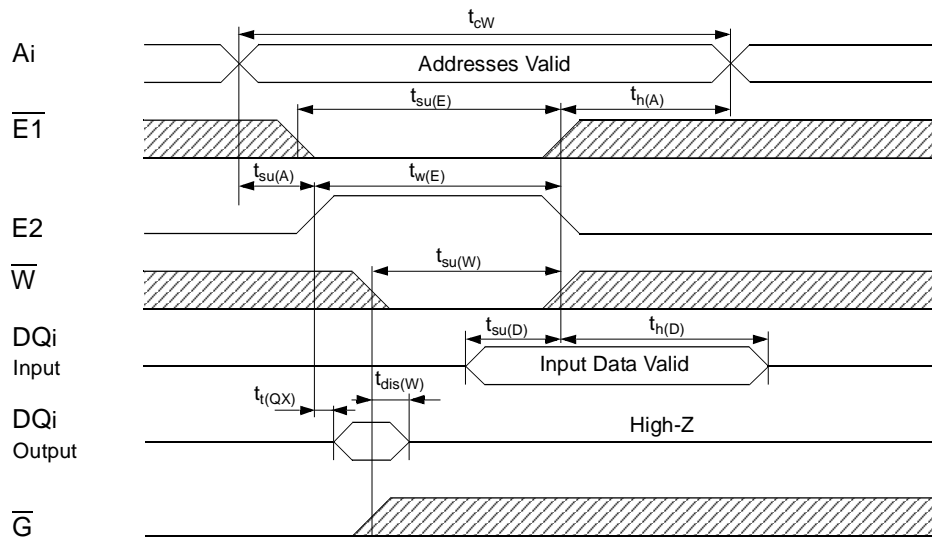 t_cW
Ai
Addresses Valid
t_su(E)
t_h(A)
E̅1̅
t_su(A)
t_w(E)
E2
W̅
t_su(W)
DQi
Input
t_su(D)
t_h(D)
Input Data Valid
t_t(QX)
t_dis(W)
DQi
Output
High-Z
G̅